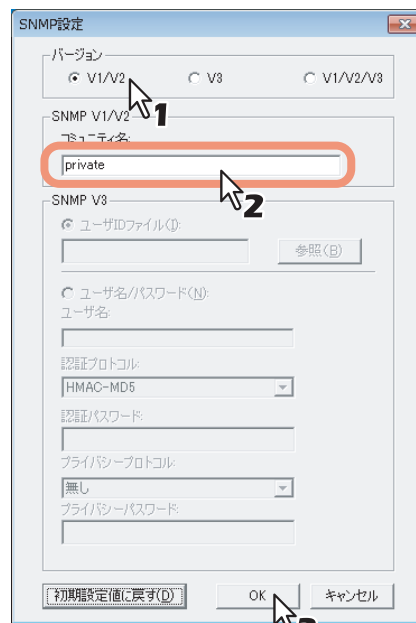 SNMP設定
バージョン
V1/V2 V3 V1/V2/V3
1
SNMP V1/V2
コミュニティ名:
private
2
SNMP V3
ユーザIDファイル(I):
参照(B)
ユーザ名/パスワード(N):
ユーザ名:
認証プロトコル:
HMAC-MD5
認証パスワード:
プライバシープロトコル:
無し
プライバシーパスワード:
初期設定値に戻す(D) OK キャンセル